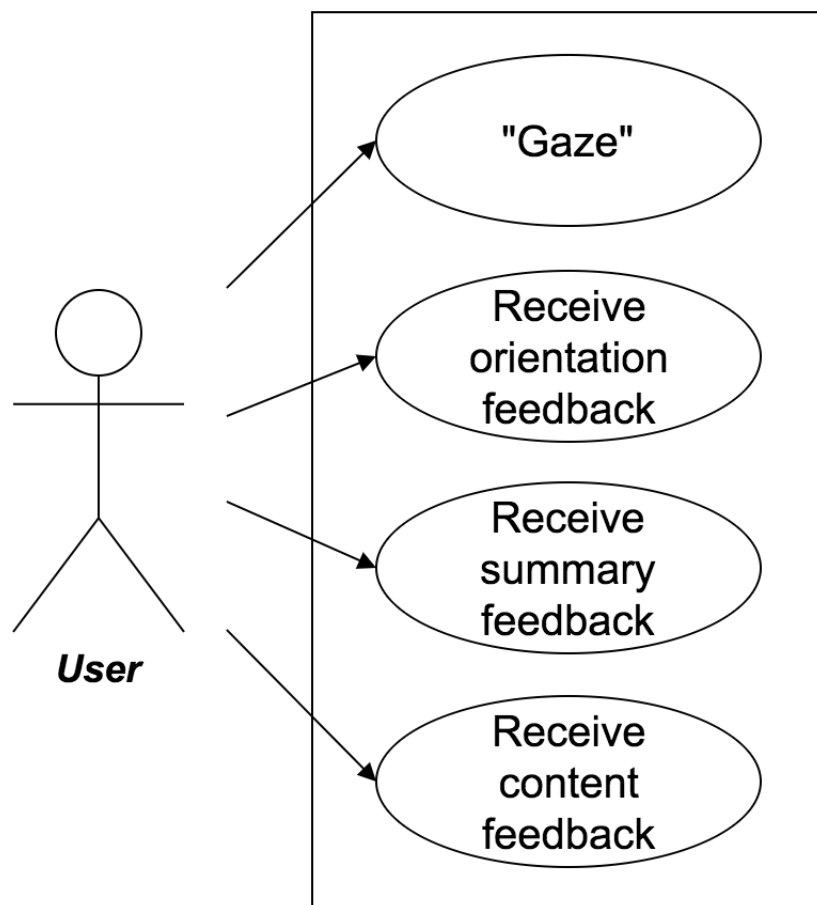 "Gaze"
Receive
orientation
feedback
Receive
summary
feedback
User
Receive
content
feedback